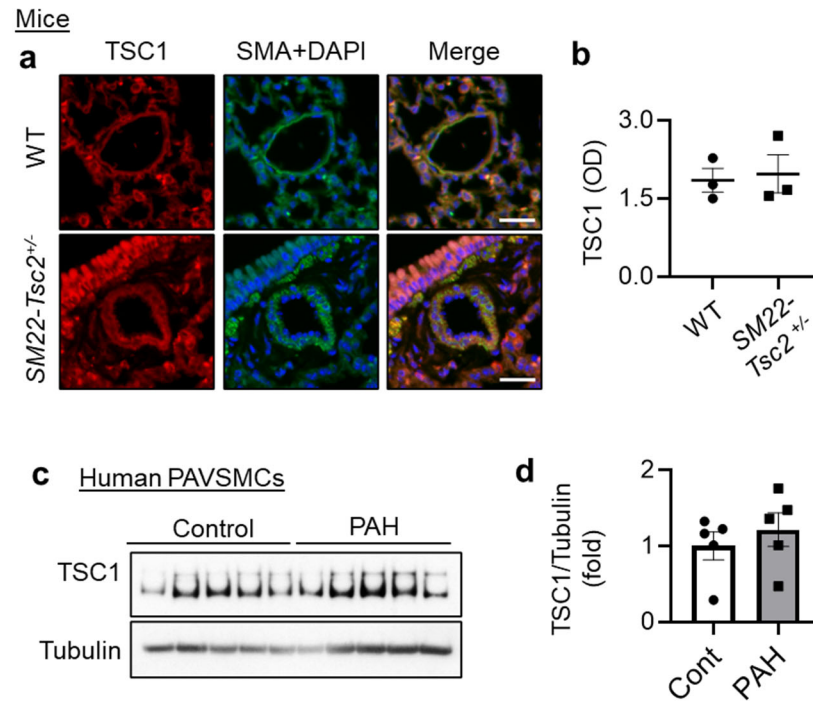 Mice
a
TSC1 SMA+DAPI Merge
WT
SM22-Tsc2+/-
b
TSC1 (OD)
3.0
1.5
0.0
WT
SM22-
Tsc2+/-
c Human PAVSMCs
Control PAH
TSC1
Tubulin
d
TSC1/Tubulin
(fold)
2
1
0
Cont
PAH